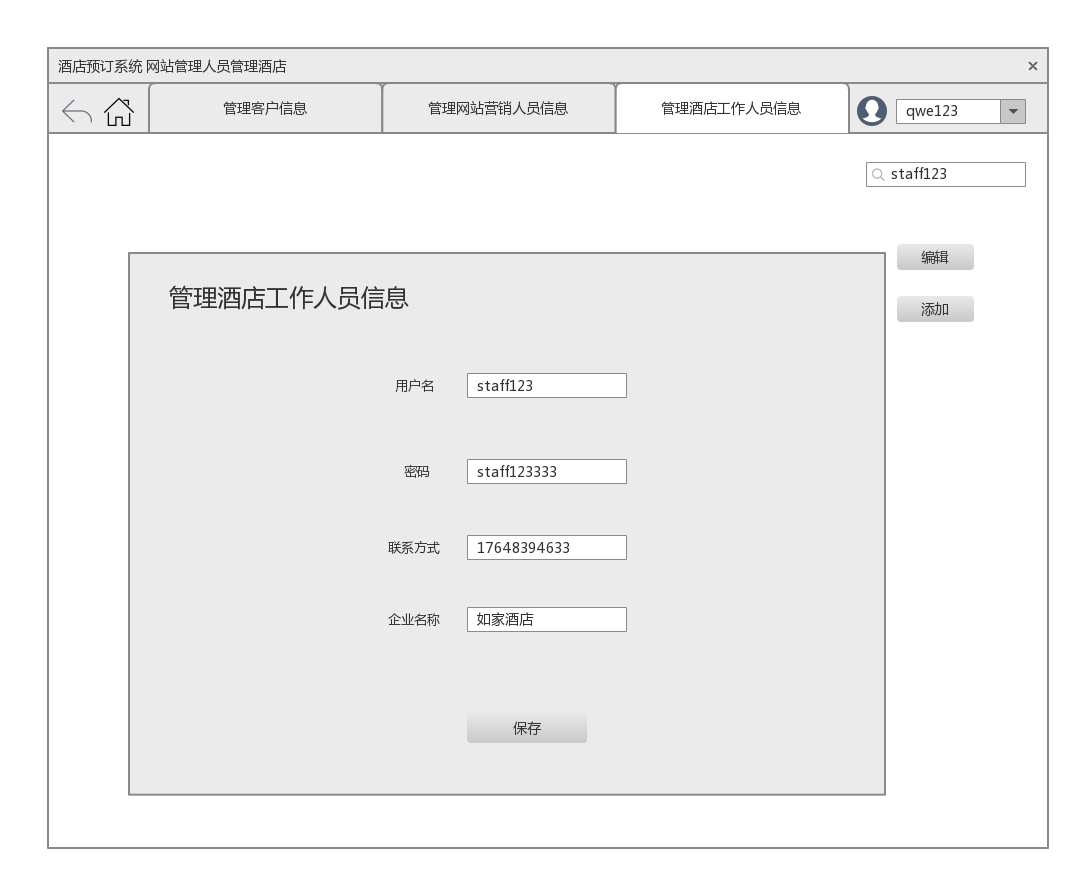 酒店预订系统 网站管理人员管理酒店
管理客户信息
管理网站营销人员信息
管理酒店工作人员信息
qwe123
staff123
编辑
管理酒店工作人员信息
添加
用户名 staff123
密码 staff123333
联系方式 17648394633
企业名称 如家酒店
保存